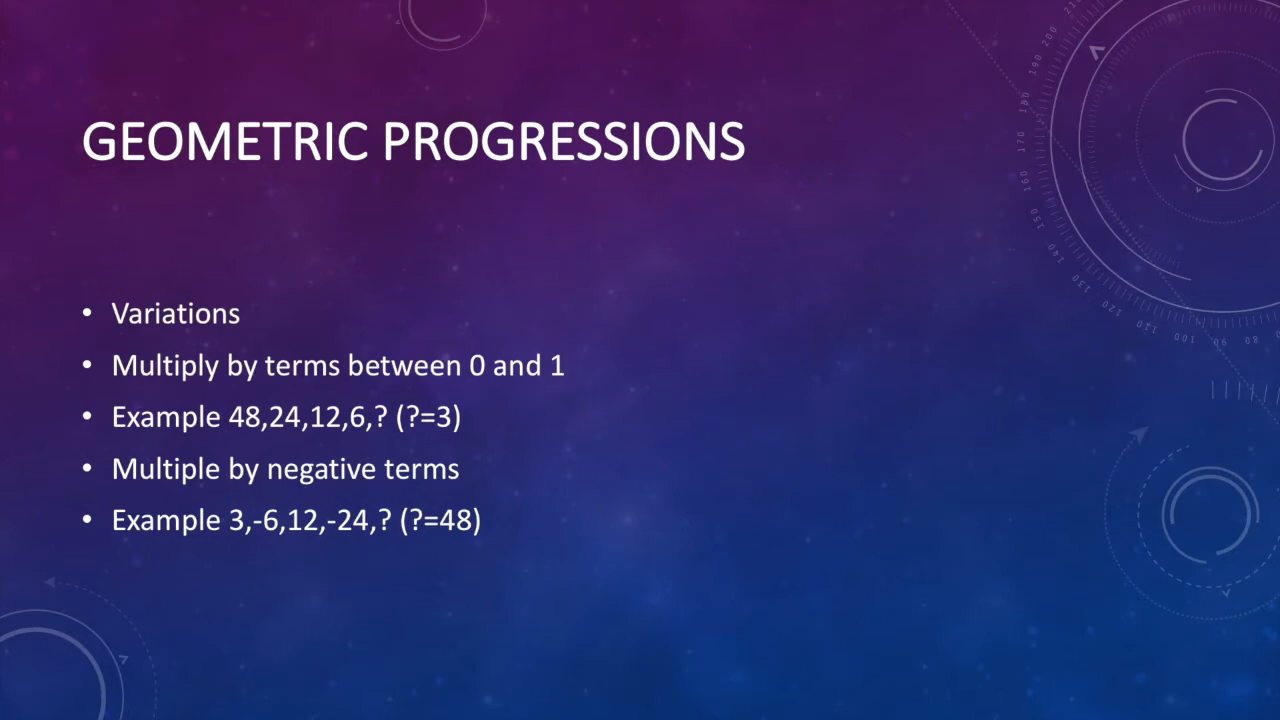 GEOMETRIC PROGRESSIONS
• Variations
• Multiply by terms between 0 and 1
• Example 48,24,12,6,? (?=3)
• Multiple by negative terms
• Example 3,-6,12,-24,? (?=48)